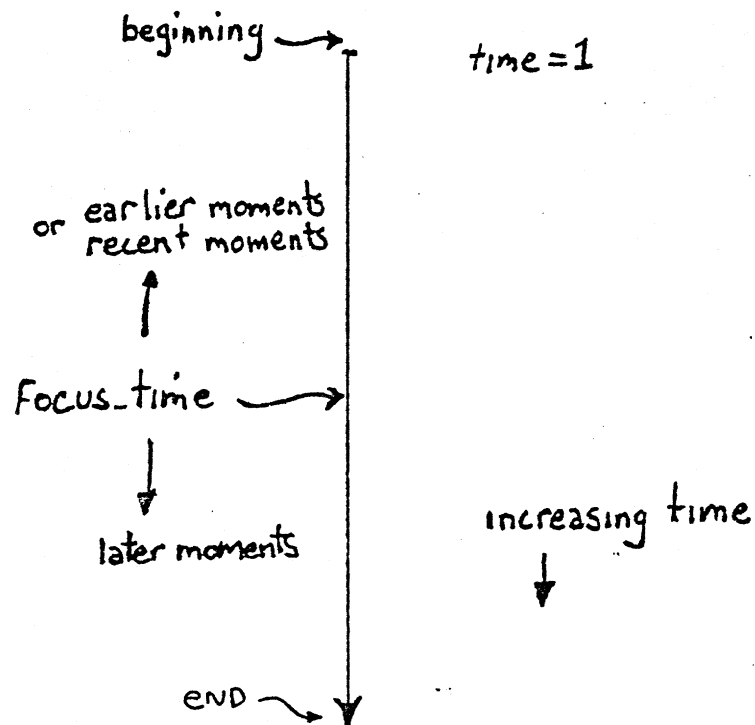 beginning
time = 1
or earlier moments
recent moments
Focus_time
increasing time
later moments
END